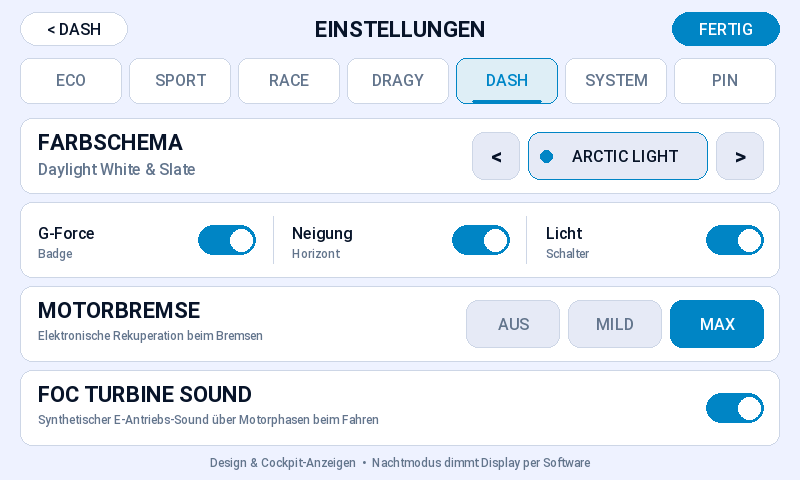 < DASH
EINSTELLUNGEN
FERTIG
ECO SPORT RACE DRAGY DASH SYSTEM PIN
FARBSCHEMA
Daylight White & Slate
< ARCTIC LIGHT >
G-Force
Badge
Neigung
Horizont
Licht
Schalter
MOTORBREMSE
Elektronische Rekuperation beim Bremsen
AUS MILD MAX
FOC TURBINE SOUND
Synthetischer E-Antriebs-Sound über Motorphasen beim Fahren
Design & Cockpit-Anzeigen • Nachtmodus dimmt Display per Software